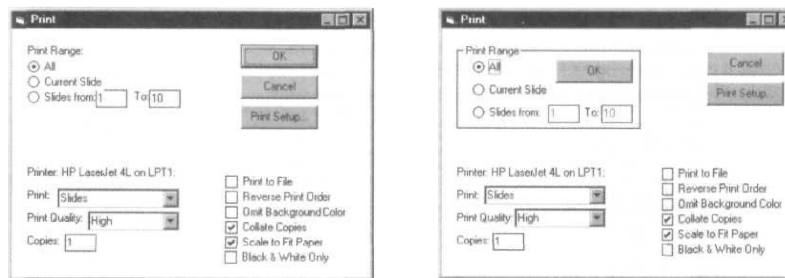 Print
Print Range:
All
Current Slide
Slides from: 1 To: 10
OK
Cancel
Print Setup...
Printer: HP LaserJet 4L on LPT1:
Print: Slides
Print Quality: High
Copies: 1
Print to File
Reverse Print Order
Omit Background Color
Collate Copies
Scale to Fit Paper
Black & White Only
Print
Print Range
All
OK
Current Slide
Slides from: 1 To: 10
Cancel
Print Setup...
Printer: HP LaserJet 4L on LPT1:
Print: Slides
Print Quality: High
Copies: 1
Print to File
Reverse Print Order
Omit Background Color
Collate Copies
Scale to Fit Paper
Black & White Only